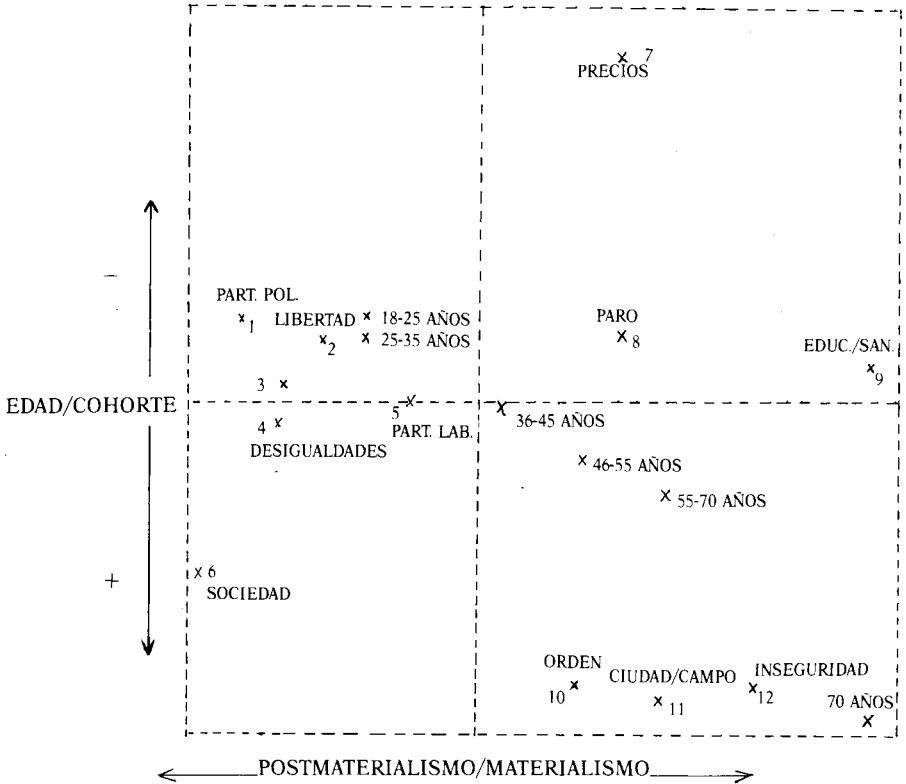 7
PRECIOS
−
PART. POL.
1
LIBERTAD
2
18-25 AÑOS
25-35 AÑOS
PARO
8
EDUC./SAN.
9
3
EDAD/COHORTE
5
PART. LAB.
36-45 AÑOS
4
DESIGUALDADES
46-55 AÑOS
55-70 AÑOS
+
6
SOCIEDAD
ORDEN
10
CIUDAD/CAMPO
11
INSEGURIDAD
12
70 AÑOS
POSTMATERIALISMO/MATERIALISMO